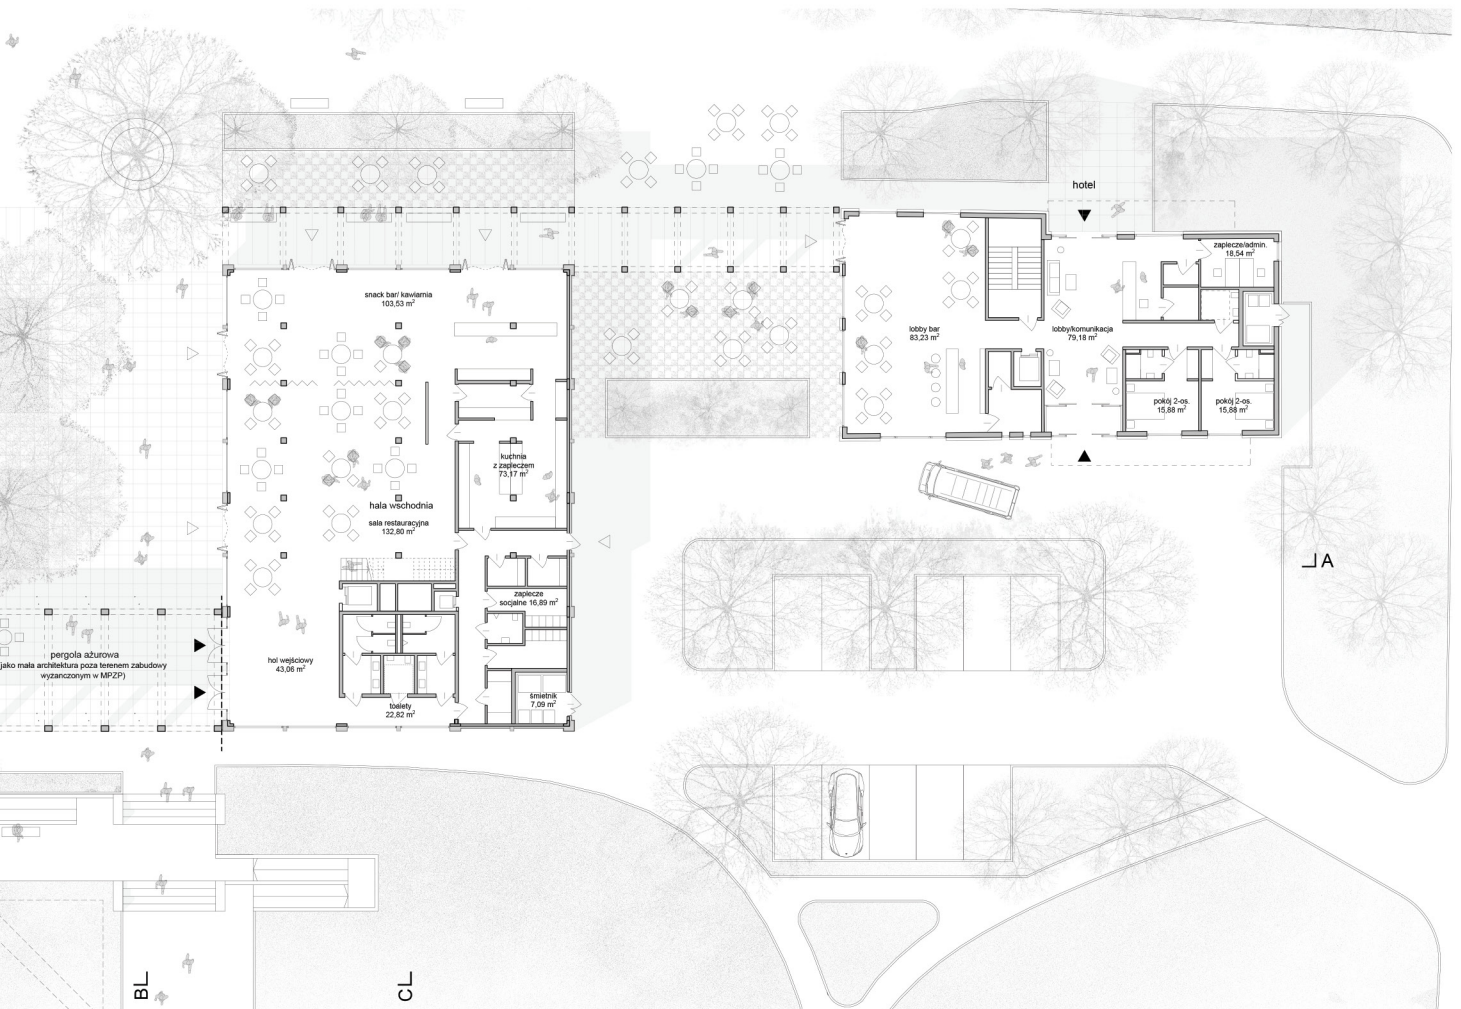 hotel
zaplecze/admin.
18,54 m²
snack bar/ kawiarnia
103,53 m²
lobby bar
83,23 m²
lobby/komunikacja
79,18 m²
pokój 2-os.
15,88 m²
pokój 2-os.
15,88 m²
kuchnia
z zapleczem
73,17 m²
hala wschodnia
sala restauracyjna
132,80 m²
A
zaplecze
socjalne 16,89 m²
pergola ażurowa
jako mała architektura poza terenem zabudowy
wyzanczonym w MPZP)
hol wejściowy
43,06 m²
śmietnik
7,09 m²
toalety
22,82 m²
B
C